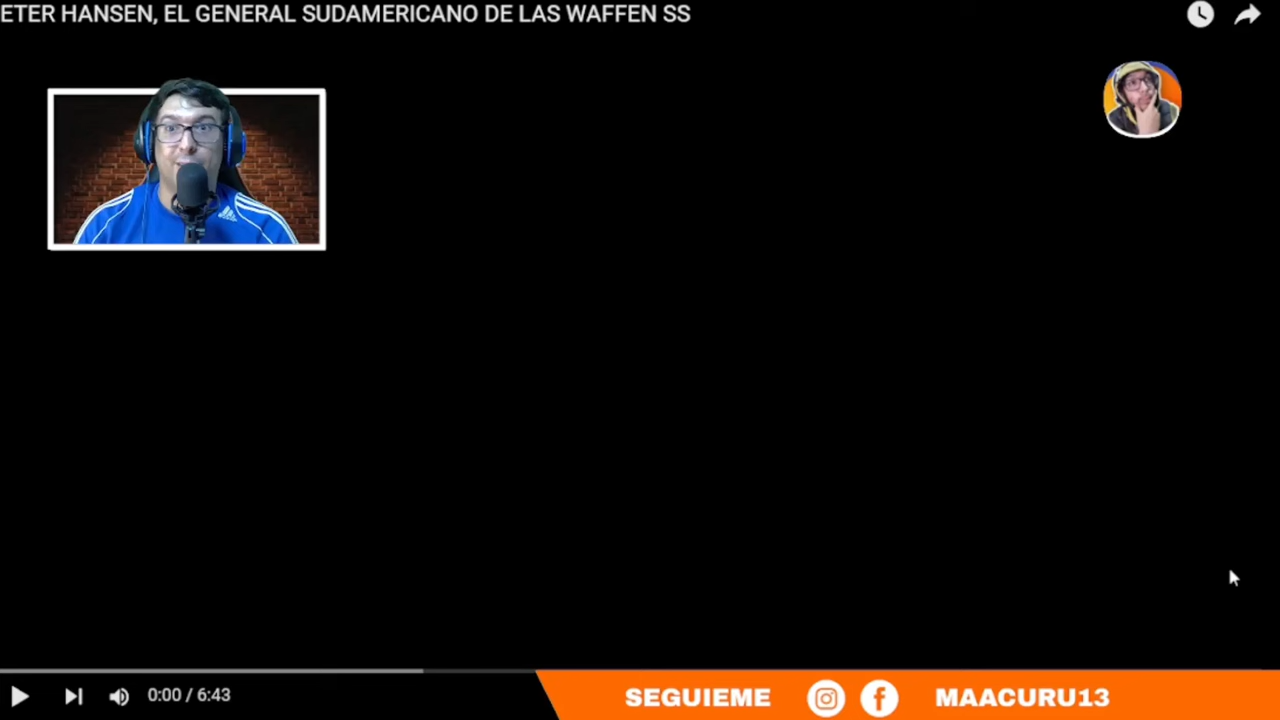 ETER HANSEN, EL GENERAL SUDAMERICANO DE LAS WAFFEN SS
0:00 / 6:43
SEGUIEME
MAACURU13